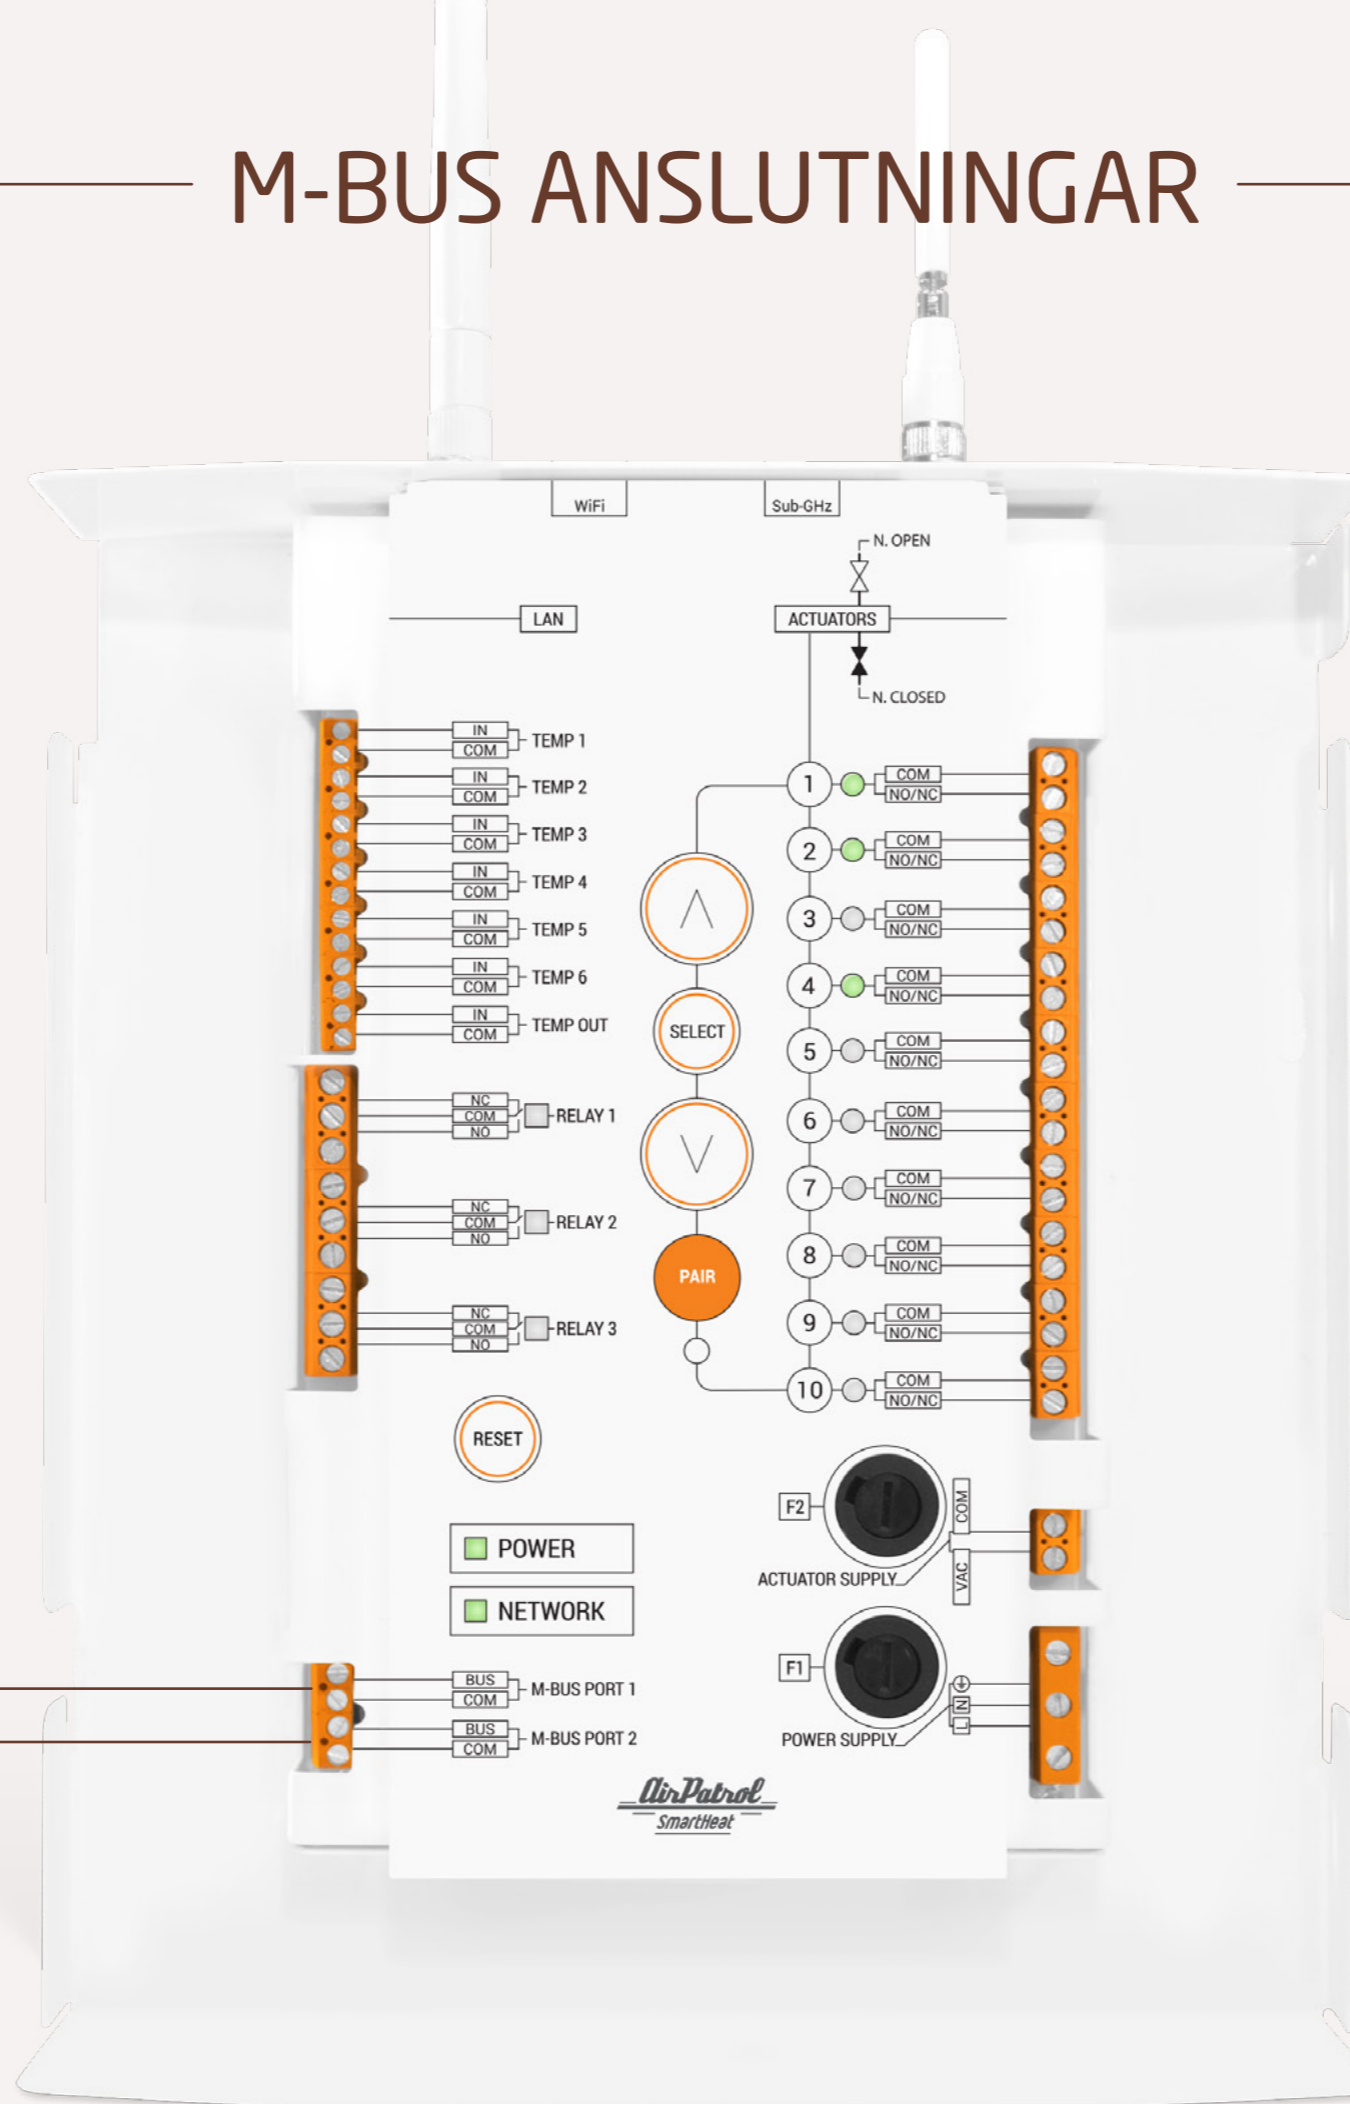 M-BUS ANSLUTNINGAR
WiFi
Sub-GHz
N. OPEN
LAN
ACTUATORS
N. CLOSED
IN
COM
TEMP 1
IN
COM
TEMP 2
IN
COM
TEMP 3
IN
COM
TEMP 4
IN
COM
TEMP 5
IN
COM
TEMP 6
IN
COM
TEMP OUT
NC
COM
NO
RELAY 1
NC
COM
NO
RELAY 2
NC
COM
NO
RELAY 3
RESET
POWER
NETWORK
BUS
COM
M-BUS PORT 1
BUS
COM
M-BUS PORT 2
SELECT
PAIR
1
COM
NO/NC
2
COM
NO/NC
3
COM
NO/NC
4
COM
NO/NC
5
COM
NO/NC
6
COM
NO/NC
7
COM
NO/NC
8
COM
NO/NC
9
COM
NO/NC
10
COM
NO/NC
F2
COM
VAC
ACTUATOR SUPPLY
F1
N
L
POWER SUPPLY
AirPatrol
SmartHeat